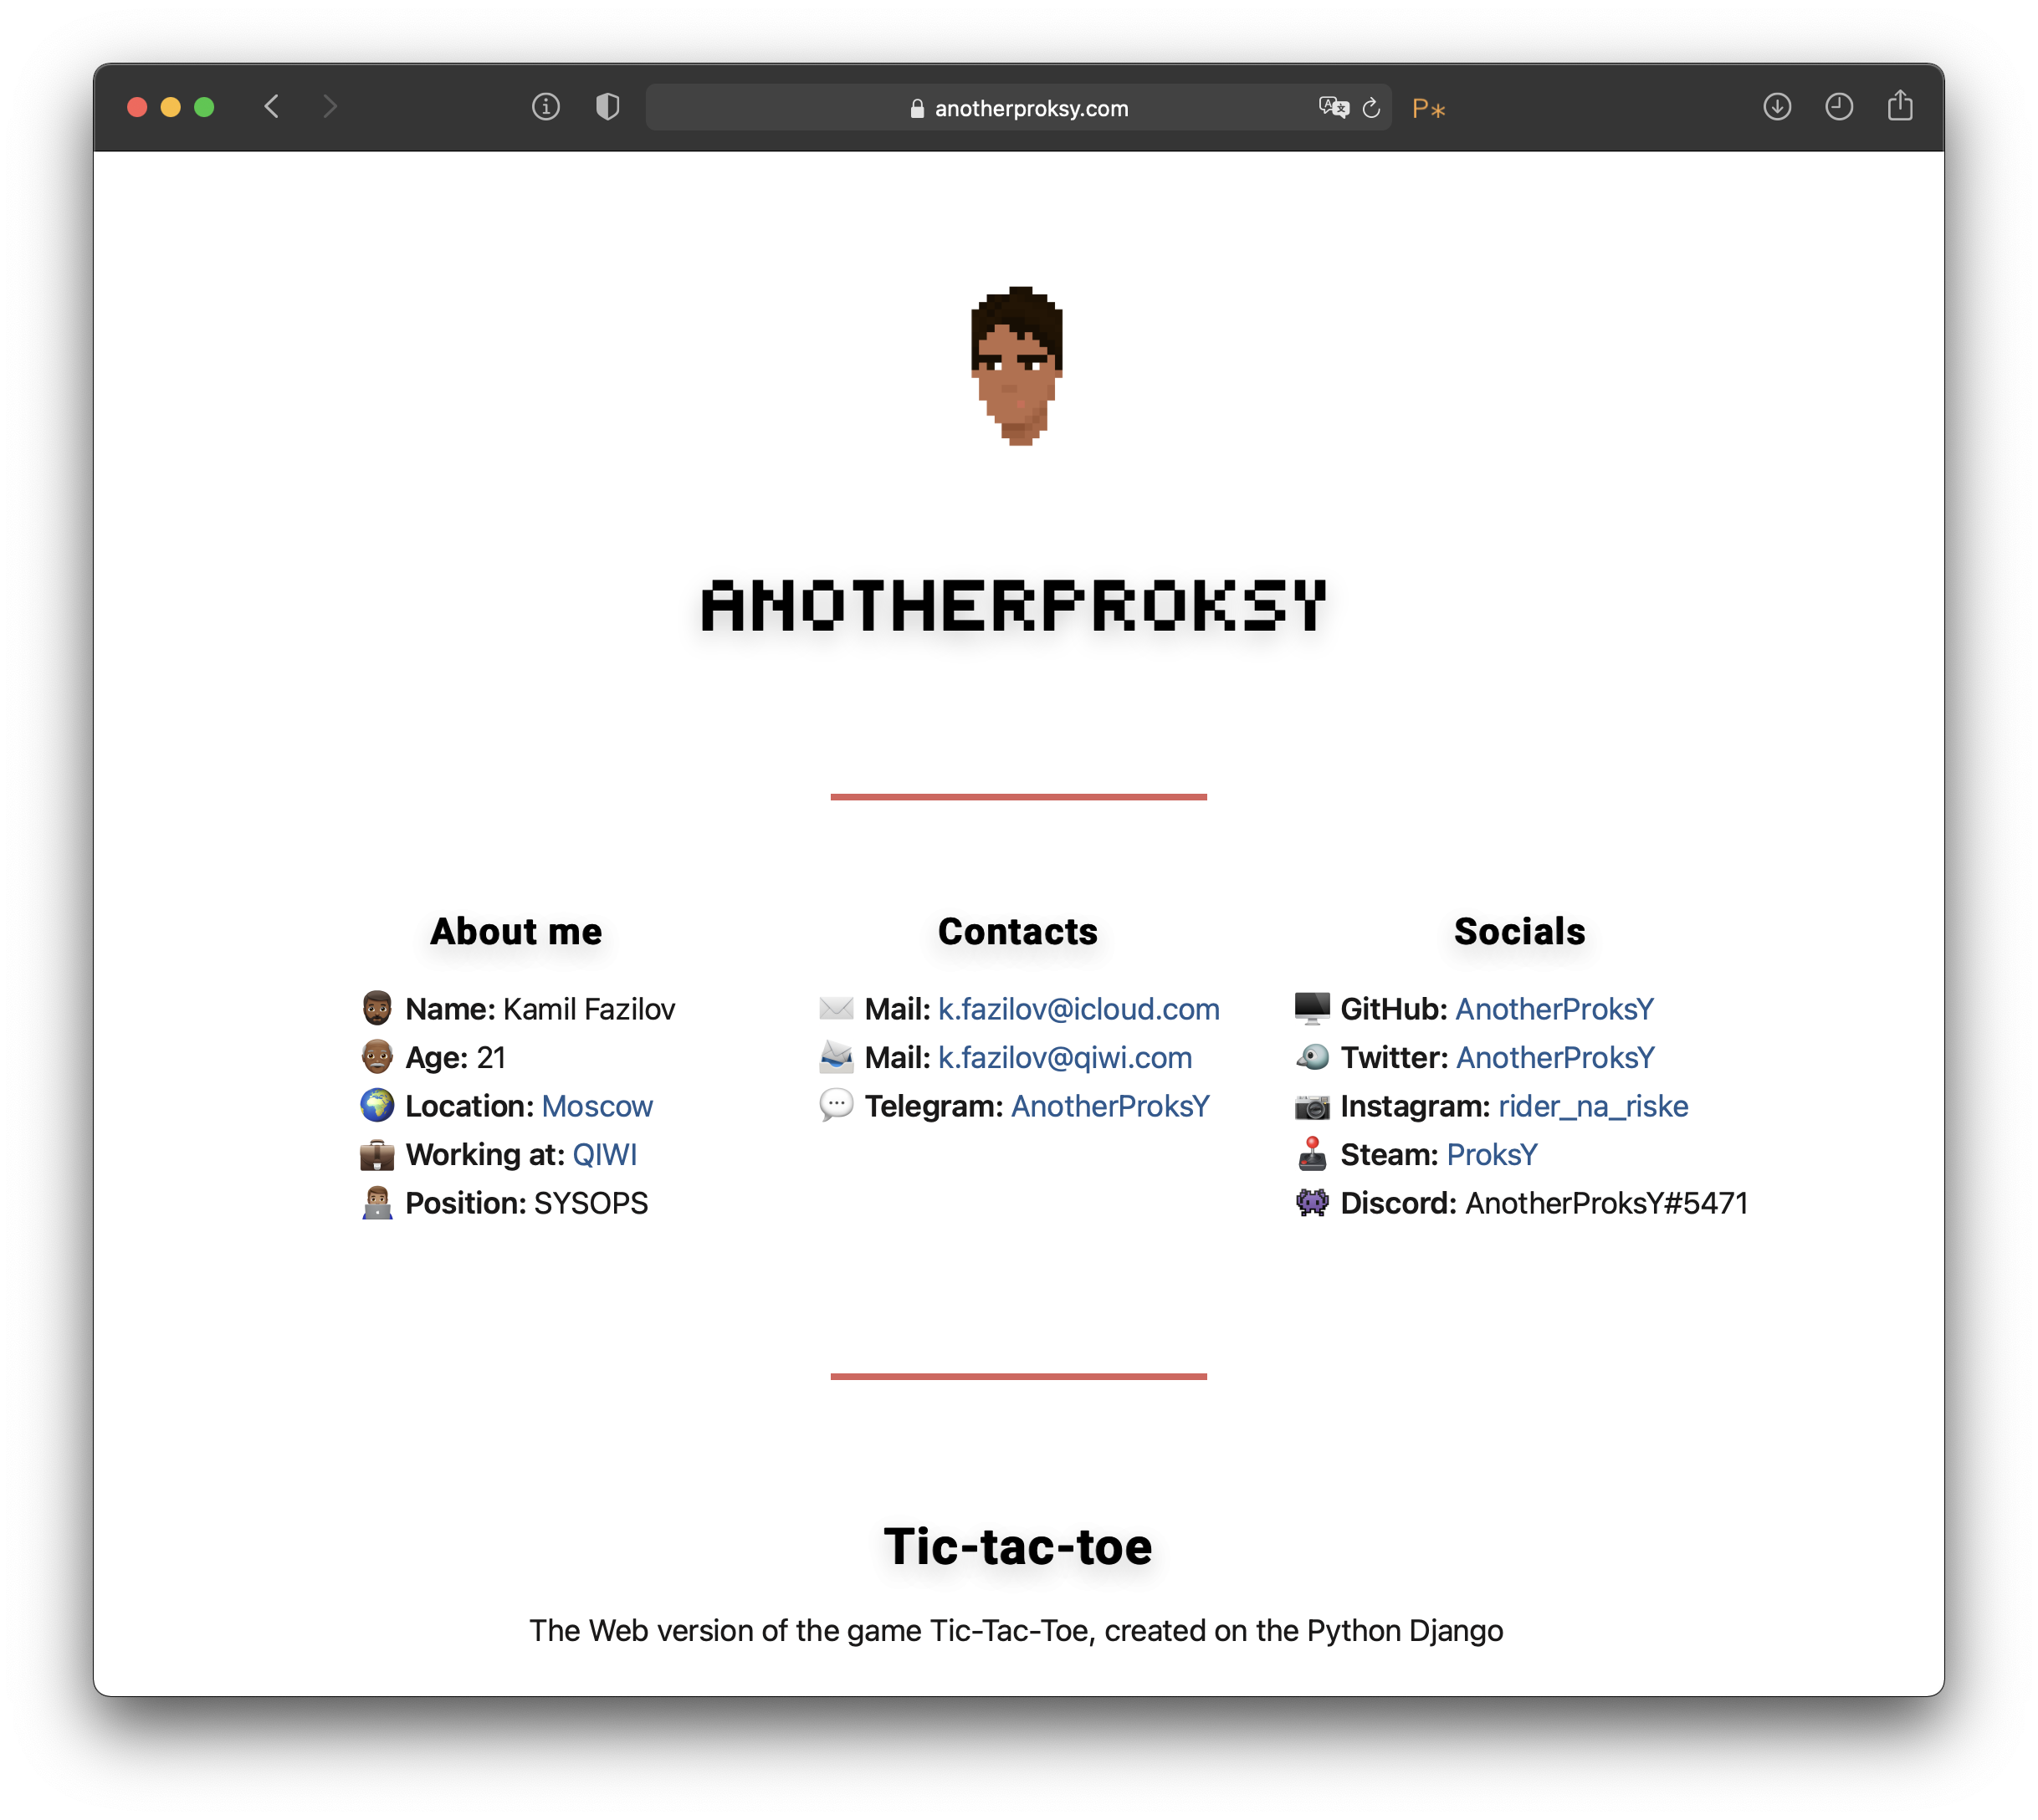 anotherproksy.com
P*
ANOTHERPROKSY
About me
Name: Kamil Fazilov
Age: 21
Location: Moscow
Working at: QIWI
Position: SYSOPS
Contacts
Mail: k.fazilov@icloud.com
Mail: k.fazilov@qiwi.com
Telegram: AnotherProksY
Socials
GitHub: AnotherProksY
Twitter: AnotherProksY
Instagram: rider_na_riske
Steam: ProksY
Discord: AnotherProksY#5471
Tic-tac-toe
The Web version of the game Tic-Tac-Toe, created on the Python Django